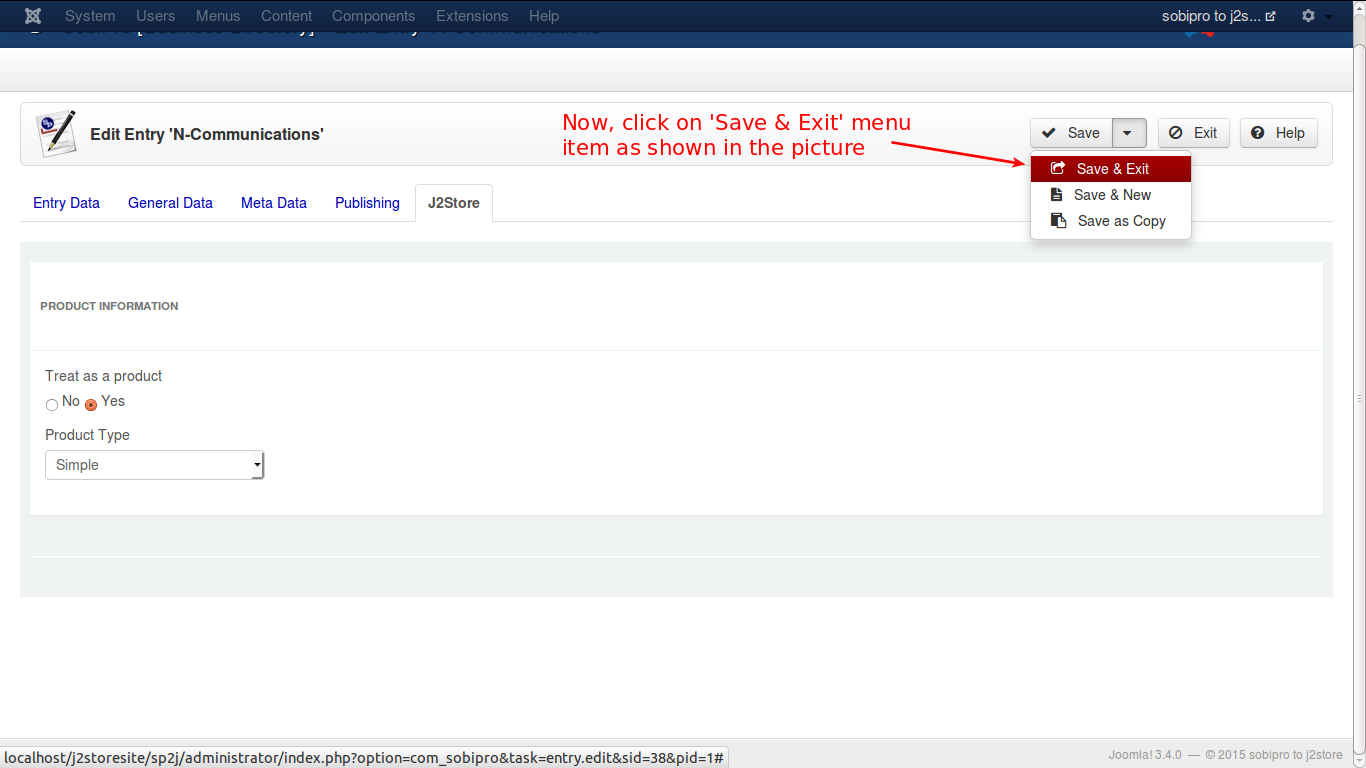 System Users Menus Content Components Extensions Help sobipro to j2s...
Edit Entry 'N-Communications'
Now, click on 'Save & Exit' menu
item as shown in the picture
Save Exit Help
Save & Exit
Save & New
Save as Copy
Entry Data General Data Meta Data Publishing J2Store
PRODUCT INFORMATION
Treat as a product
No Yes
Product Type
Simple
localhost/j2storesite/sp2j/administrator/index.php?option=com_sobipro&task=entry.edit&sid=38&pid=1#
Joomla! 3.4.0 — © 2015 sobipro to j2store